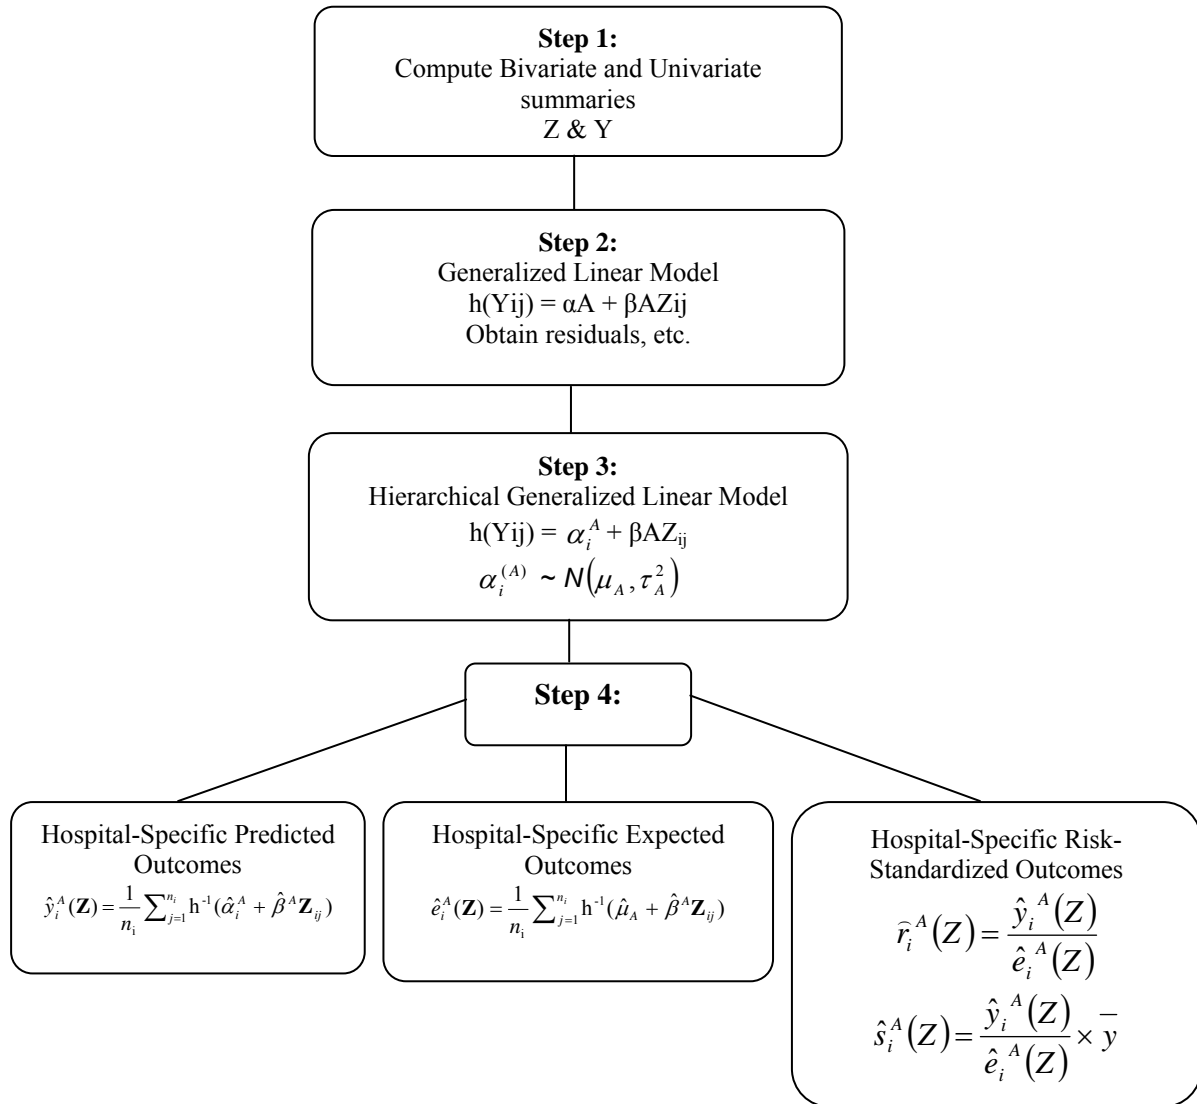 Step 1:
Compute Bivariate and Univariate
summaries
Z & Y
Step 2:
Generalized Linear Model
h(Yij) = αA + βAZij
Obtain residuals, etc.
Step 3:
Hierarchical Generalized Linear Model
h(Yij) = α_i^A + βAZ_ij
α_i^(A) ~ N(μ_A, τ_A^2)
Step 4:
Hospital-Specific Predicted
Outcomes
ŷ_i^A(Z) = 1/n_i ∑_{j=1}^{n_i} h^-1(α̂_i^A + β̂^A Z_ij)
Hospital-Specific Expected
Outcomes
ê_i^A(Z) = 1/n_i ∑_{j=1}^{n_i} h^-1(μ̂_A + β̂^A Z_ij)
Hospital-Specific Risk-
Standardized Outcomes
r̂_i^A(Z) = ŷ_i^A(Z) / ê_i^A(Z)
ŝ_i^A(Z) = ŷ_i^A(Z) / ê_i^A(Z) × y̅